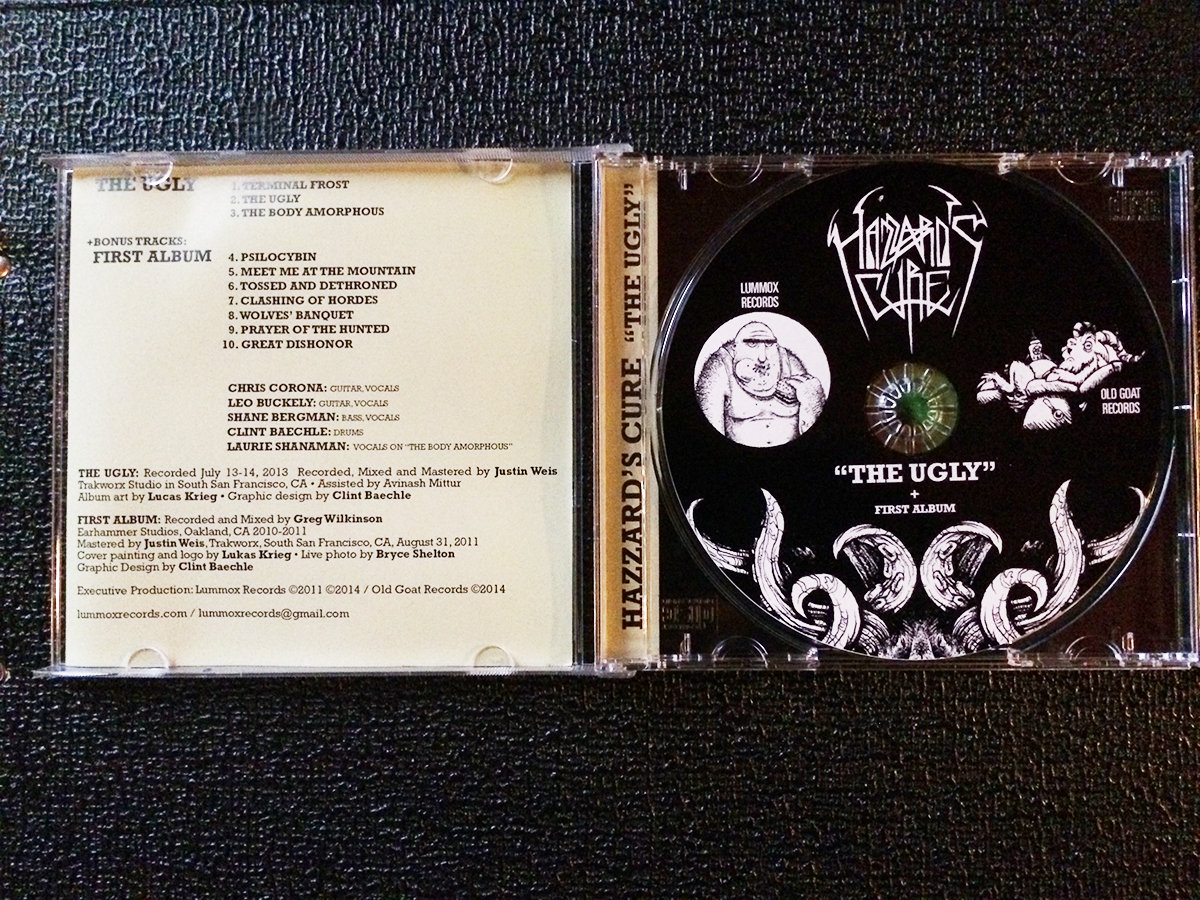 THE UGLY
1. TERMINAL FROST
2. THE UGLY
3. THE BODY AMORPHOUS
+BONUS TRACKS:
FIRST ALBUM
4. PSILOCYBIN
5. MEET ME AT THE MOUNTAIN
6. TOSSED AND DETHRONED
7. CLASHING OF HORDES
8. WOLVES' BANQUET
9. PRAYER OF THE HUNTED
10. GREAT DISHONOR
CHRIS CORONA: GUITAR, VOCALS
LEO BUCKELY: GUITAR, VOCALS
SHANE BERGMAN: BASS, VOCALS
CLINT BAECHLE: DRUMS
LAURIE SHANAMAN: VOCALS ON "THE BODY AMORPHOUS"
THE UGLY: Recorded July 13-14, 2013 Recorded, Mixed and Mastered by Justin Weis
Trakworx Studio in South San Francisco, CA • Assisted by Avinash Mittur
Album art by Lucas Krieg • Graphic design by Clint Baechle
FIRST ALBUM: Recorded and Mixed by Greg Wilkinson
Earhammer Studios, Oakland, CA 2010-2011
Mastered by Justin Weis, Trakworx, South San Francisco, CA, August 31, 2011
Cover painting and logo by Lukas Krieg • Live photo by Bryce Shelton
Graphic Design by Clint Baechle
Executive Production: Lummox Records ©2011 ©2014 / Old Goat Records ©2014
lummoxrecords.com / lummoxrecords@gmail.com
HAZZARD'S CURE "THE UGLY"
HAZZARD'S
CURE
LUMMOX
RECORDS
OLD GOAT
RECORDS
"THE UGLY"
+
FIRST ALBUM